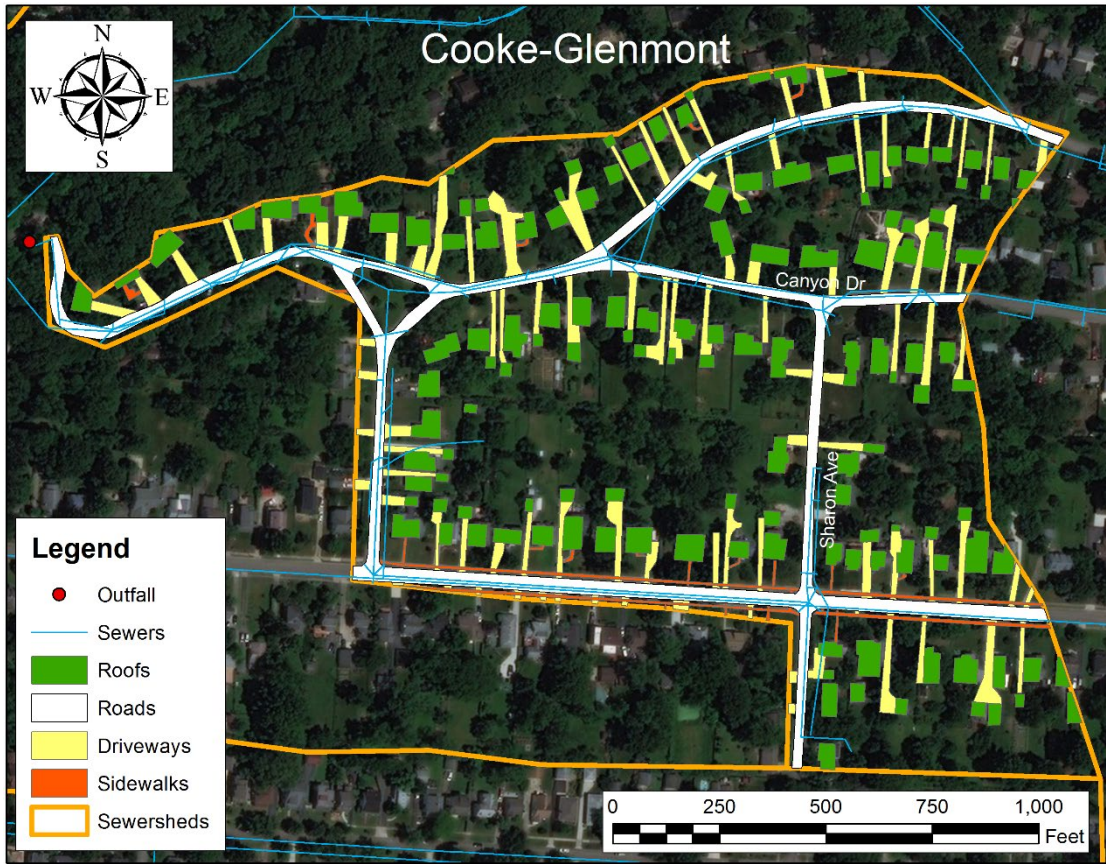 Cooke-Glenmont
N
W E
S
Canyon Dr
Sharon Ave
Legend
Outfall
Sewers
Roofs
Roads
Driveways
Sidewalks
Sewersheds
0 250 500 750 1,000
Feet